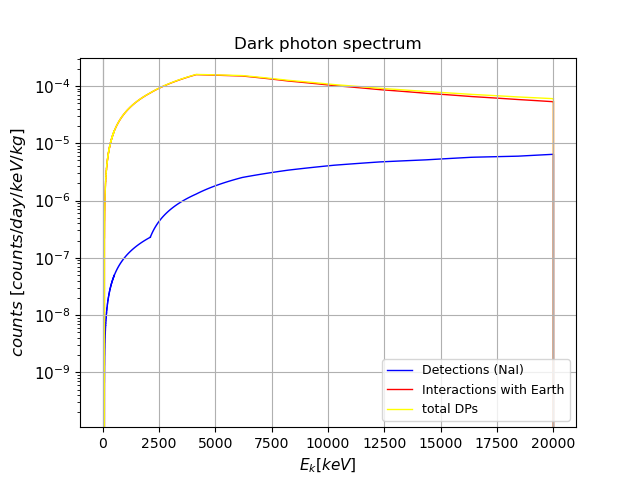 Dark photon spectrum
counts [counts/day/keV/kg]
10⁻⁴
10⁻⁵
10⁻⁶
10⁻⁷
10⁻⁸
10⁻⁹
Detections (NaI)
Interactions with Earth
total DPs
0 2500 5000 7500 10000 12500 15000 17500 20000
Eₖ[keV]